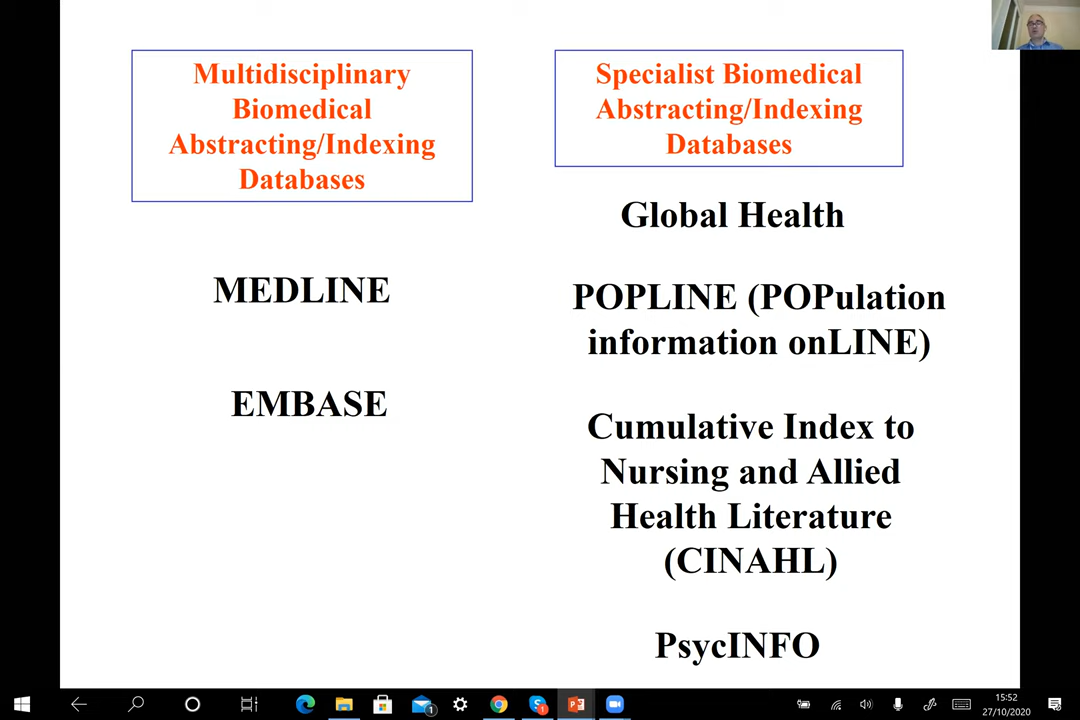 Multidisciplinary
Biomedical
Abstracting/Indexing
Databases
MEDLINE
EMBASE
Specialist Biomedical
Abstracting/Indexing
Databases
Global Health
POPLINE (POPulation
information onLINE)
Cumulative Index to
Nursing and Allied
Health Literature
(CINAHL)
PsycINFO
1
15:52
27/10/2020